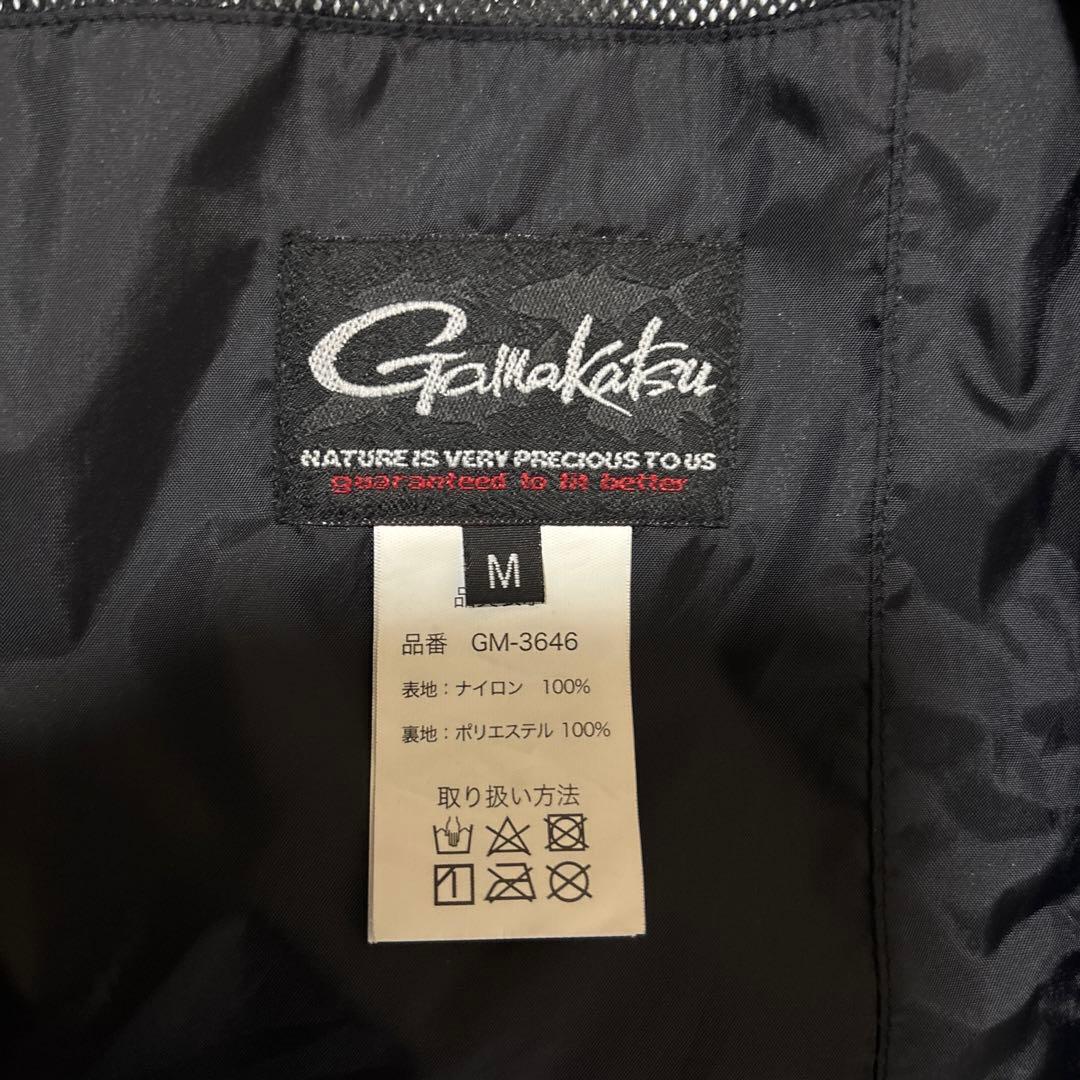 Gamakatsu
NATURE IS VERY PRECIOUS TO US
guaranteed to fit better
M
品番 GM-3646
表地：ナイロン 100%
裏地：ポリエステル 100%
取り扱い方法